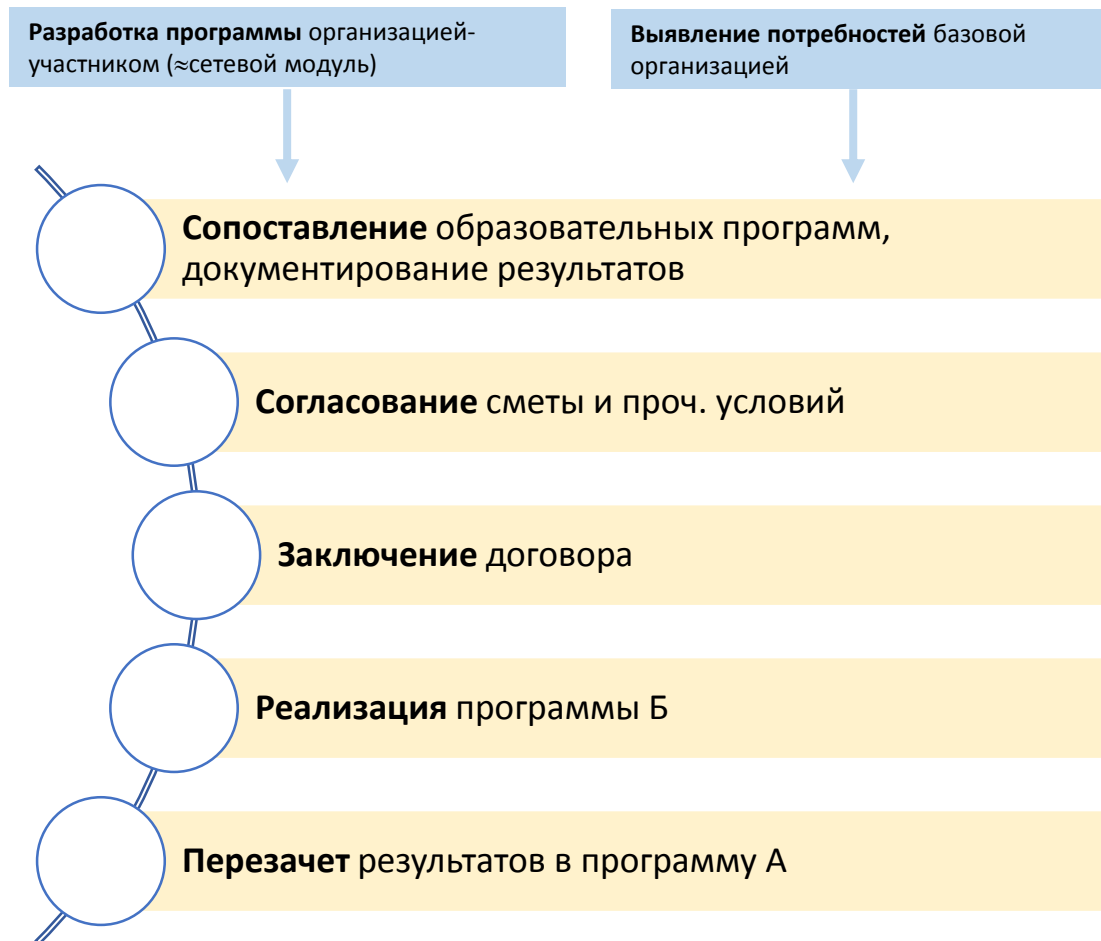 Разработка программы организацией-
участником (≈сетевой модуль)
Выявление потребностей базовой
организацией
Сопоставление образовательных программ,
документирование результатов
Согласование сметы и проч. условий
Заключение договора
Реализация программы Б
Перезачет результатов в программу А